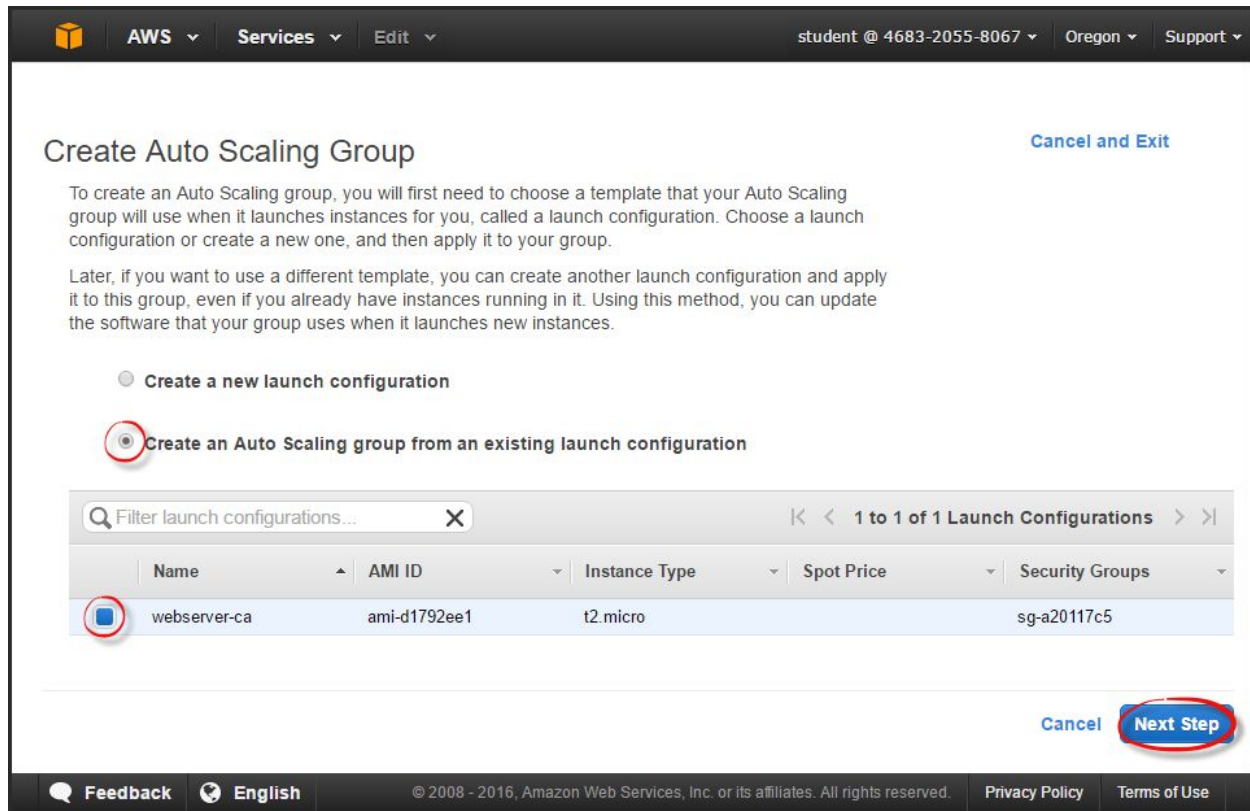 AWS Services Edit student @ 4683-2055-8067 Oregon Support
Create Auto Scaling Group
Cancel and Exit
To create an Auto Scaling group, you will first need to choose a template that your Auto Scaling
group will use when it launches instances for you, called a launch configuration. Choose a launch
configuration or create a new one, and then apply it to your group.
Later, if you want to use a different template, you can create another launch configuration and apply
it to this group, even if you already have instances running in it. Using this method, you can update
the software that your group uses when it launches new instances.
Create a new launch configuration
Create an Auto Scaling group from an existing launch configuration
Filter launch configurations... 1 to 1 of 1 Launch Configurations
Name AMI ID Instance Type Spot Price Security Groups
webserver-ca ami-d1792ee1 t2.micro sg-a20117c5
Cancel Next Step
Feedback English © 2008 - 2016, Amazon Web Services, Inc. or its affiliates. All rights reserved. Privacy Policy Terms of Use